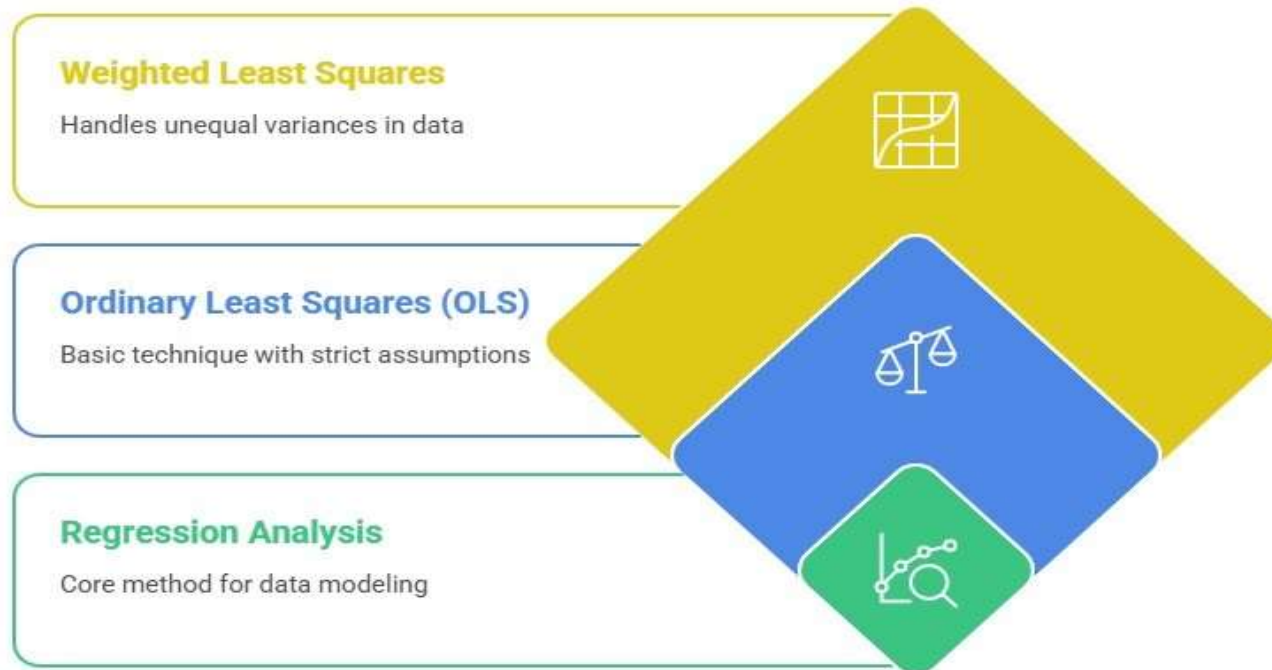 Weighted Least Squares
Handles unequal variances in data
Ordinary Least Squares (OLS)
Basic technique with strict assumptions
Regression Analysis
Core method for data modeling